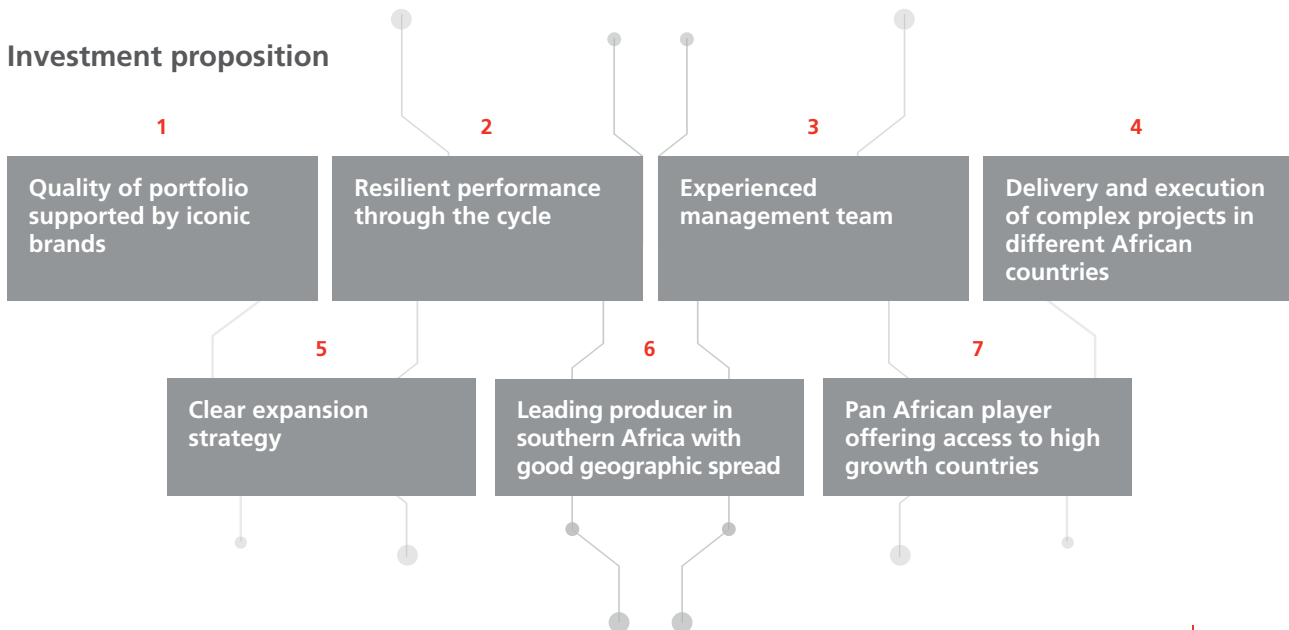 Investment proposition
1
Quality of portfolio
supported by iconic
brands
2
Resilient performance
through the cycle
3
Experienced
management team
4
Delivery and execution
of complex projects in
different African
countries
5
Clear expansion
strategy
6
Leading producer in
southern Africa with
good geographic spread
7
Pan African player
offering access to high
growth countries